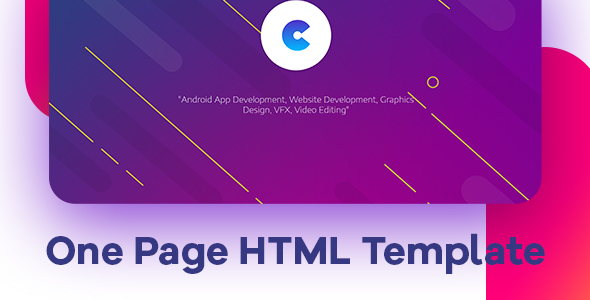 "Android App Development, Website Development, Graphics
Design, VFX, Video Editing"
One Page HTML Template